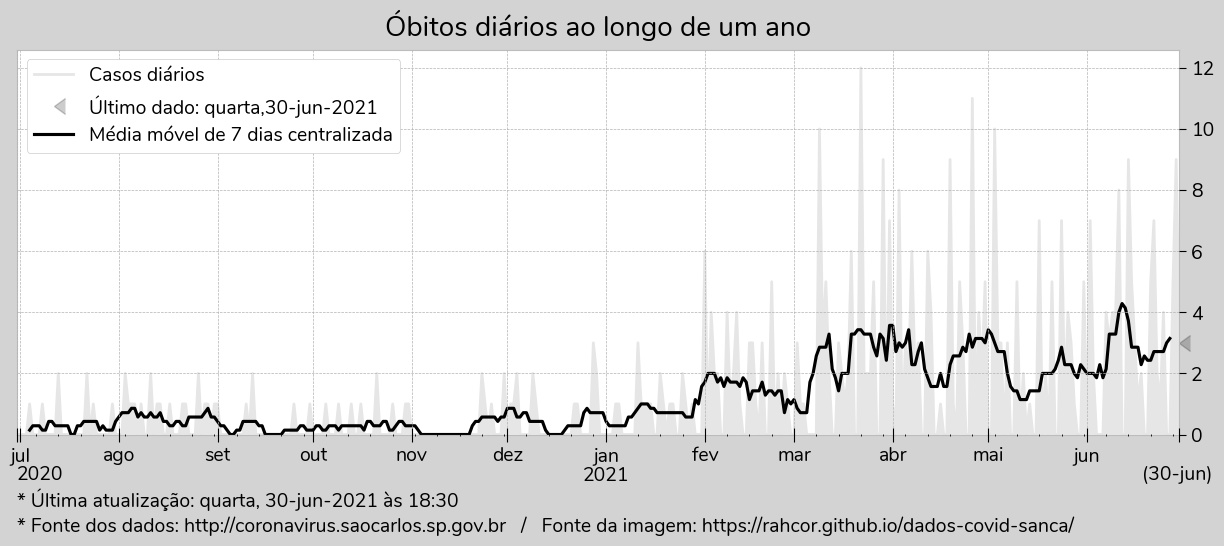 Óbitos diários ao longo de um ano
Casos diários
Último dado: quarta,30-jun-2021
Média móvel de 7 dias centralizada
12
10
8
6
4
2
0
jul ago set out nov dez jan fev mar abr mai jun
2020 2021 (30-jun)
* Última atualização: quarta, 30-jun-2021 às 18:30
* Fonte dos dados: http://coronavirus.saocarlos.sp.gov.br / Fonte da imagem: https://rahcor.github.io/dados-covid-sanca/